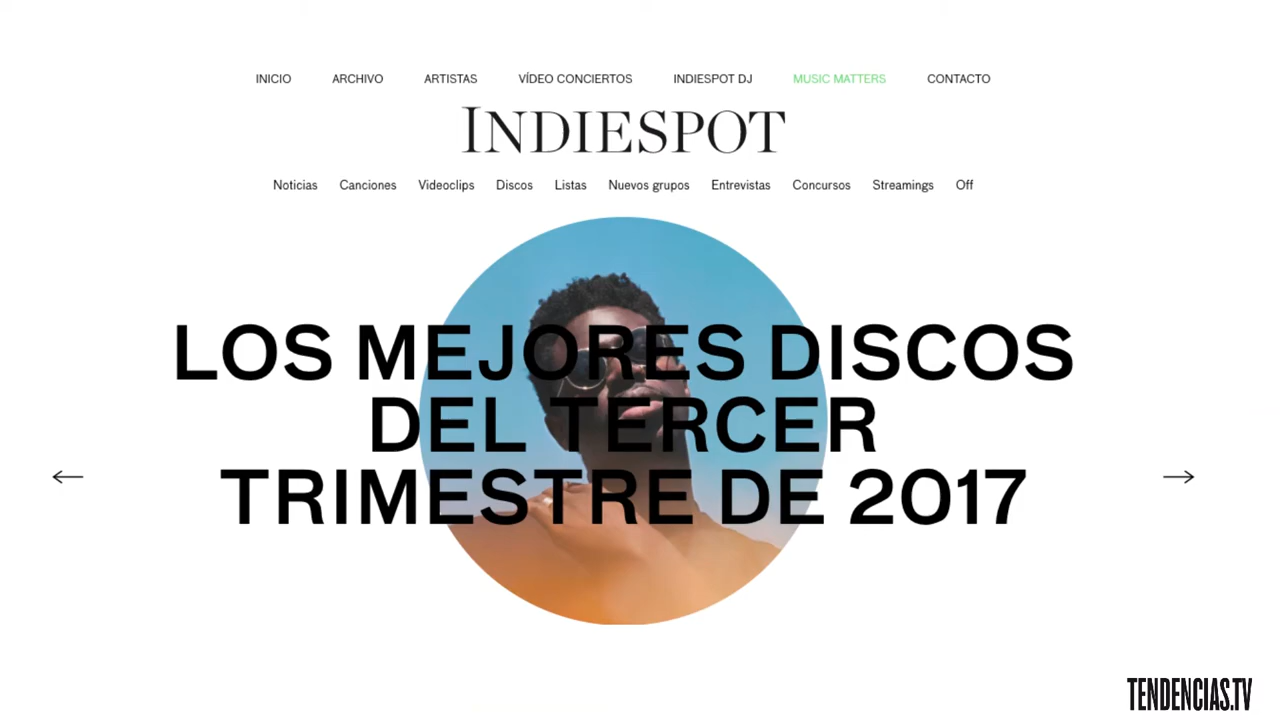 INICIO ARCHIVO ARTISTAS VÍDEO CONCIERTOS INDIESPOT DJ MUSIC MATTERS CONTACTO
INDIESPOT
Noticias Canciones Videoclips Discos Listas Nuevos grupos Entrevistas Concursos Streamings Off
LOS MEJORES DISCOS
DEL TERCER
TRIMESTRE DE 2017
TENDENCIAS.TV